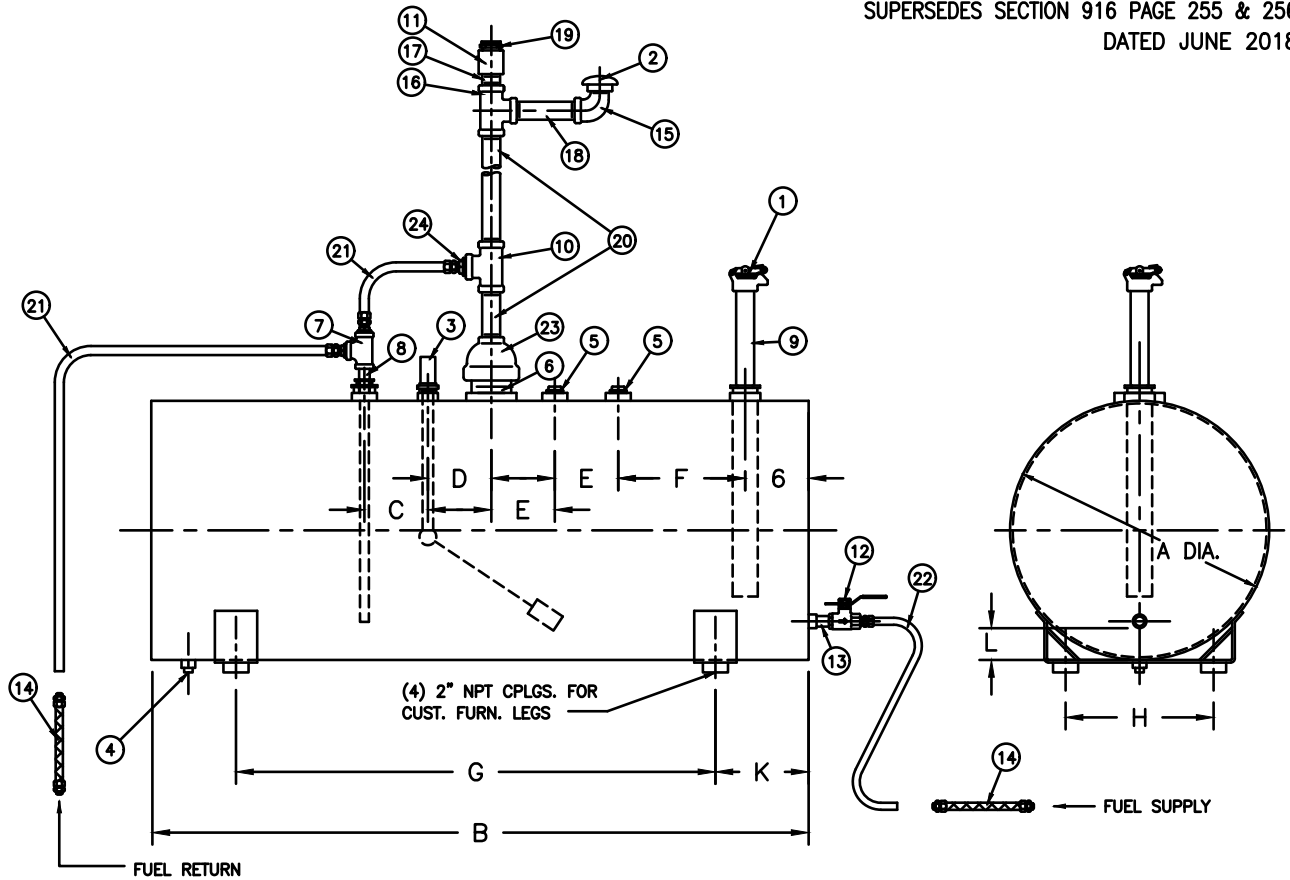 SUPERSEDES SECTION 916 PAGE 255 & 256
DATED JUNE 2018
11
19
17
2
16
15
18
1
24
20
10
21
21
7
3
23
9
8
6
5
5
D
E
F
6
C
E
A DIA.
12
22
L
13
(4) 2" NPT CPLGS. FOR
CUST. FURN. LEGS
14
4
H
G
K
14
FUEL SUPPLY
B
FUEL RETURN